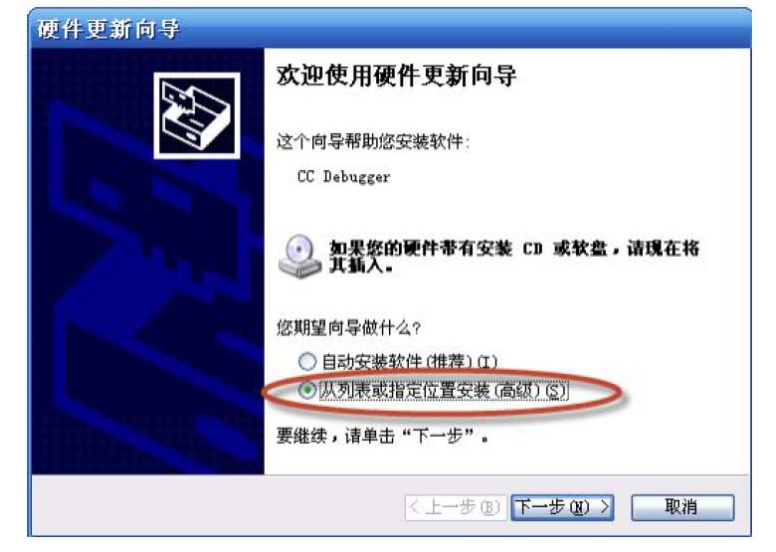 硬件更新向导
欢迎使用硬件更新向导
这个向导帮助您安装软件:
CC Debugger
如果您的硬件带有安装 CD 或软盘，请现在将
其插入。
您期望向导做什么?
自动安装软件(推荐)(I)
从列表或指定位置安装(高级)(S)
要继续，请单击“下一步”。
< 上一步(B) 下一步(N) > 取消